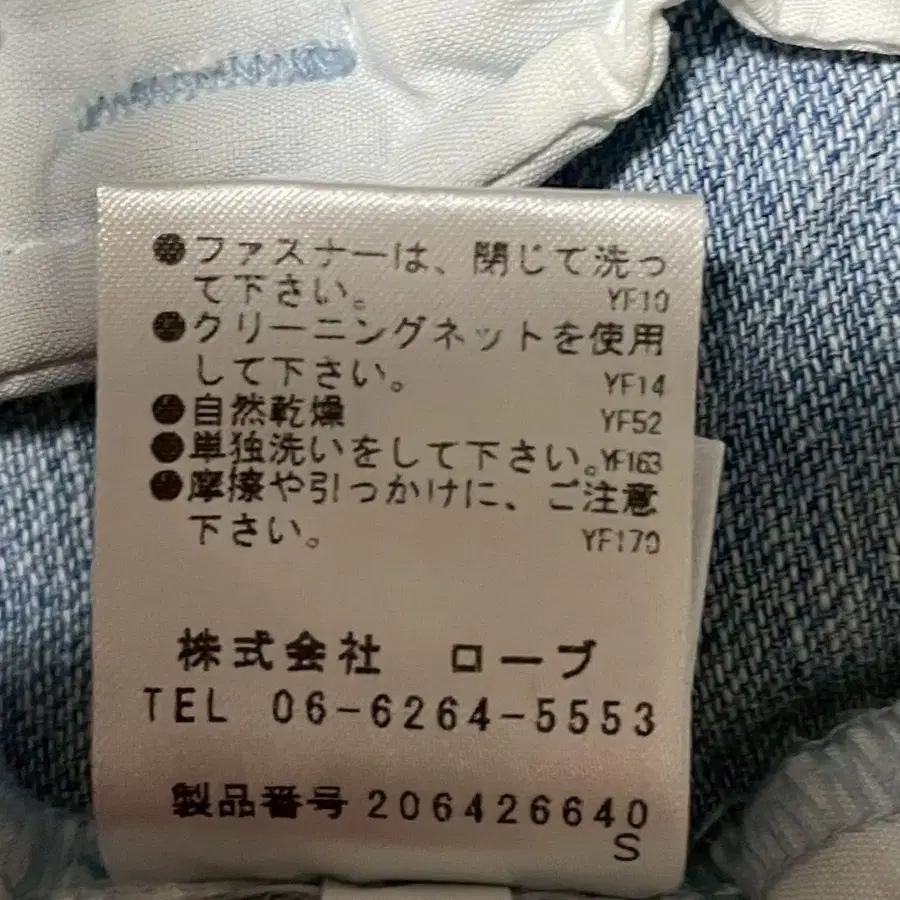 ●ファスナーは、閉じて洗っ
て下さい。 YF10
●クリーニングネットを使用
して下さい。 YF14
●自然乾燥 YF52
●単独洗いをして下さい。YF163
●摩擦や引っかけに、ご注意
下さい。 YF170
株式会社 ローブ
TEL 06-6264-5553
製品番号 206426640
S